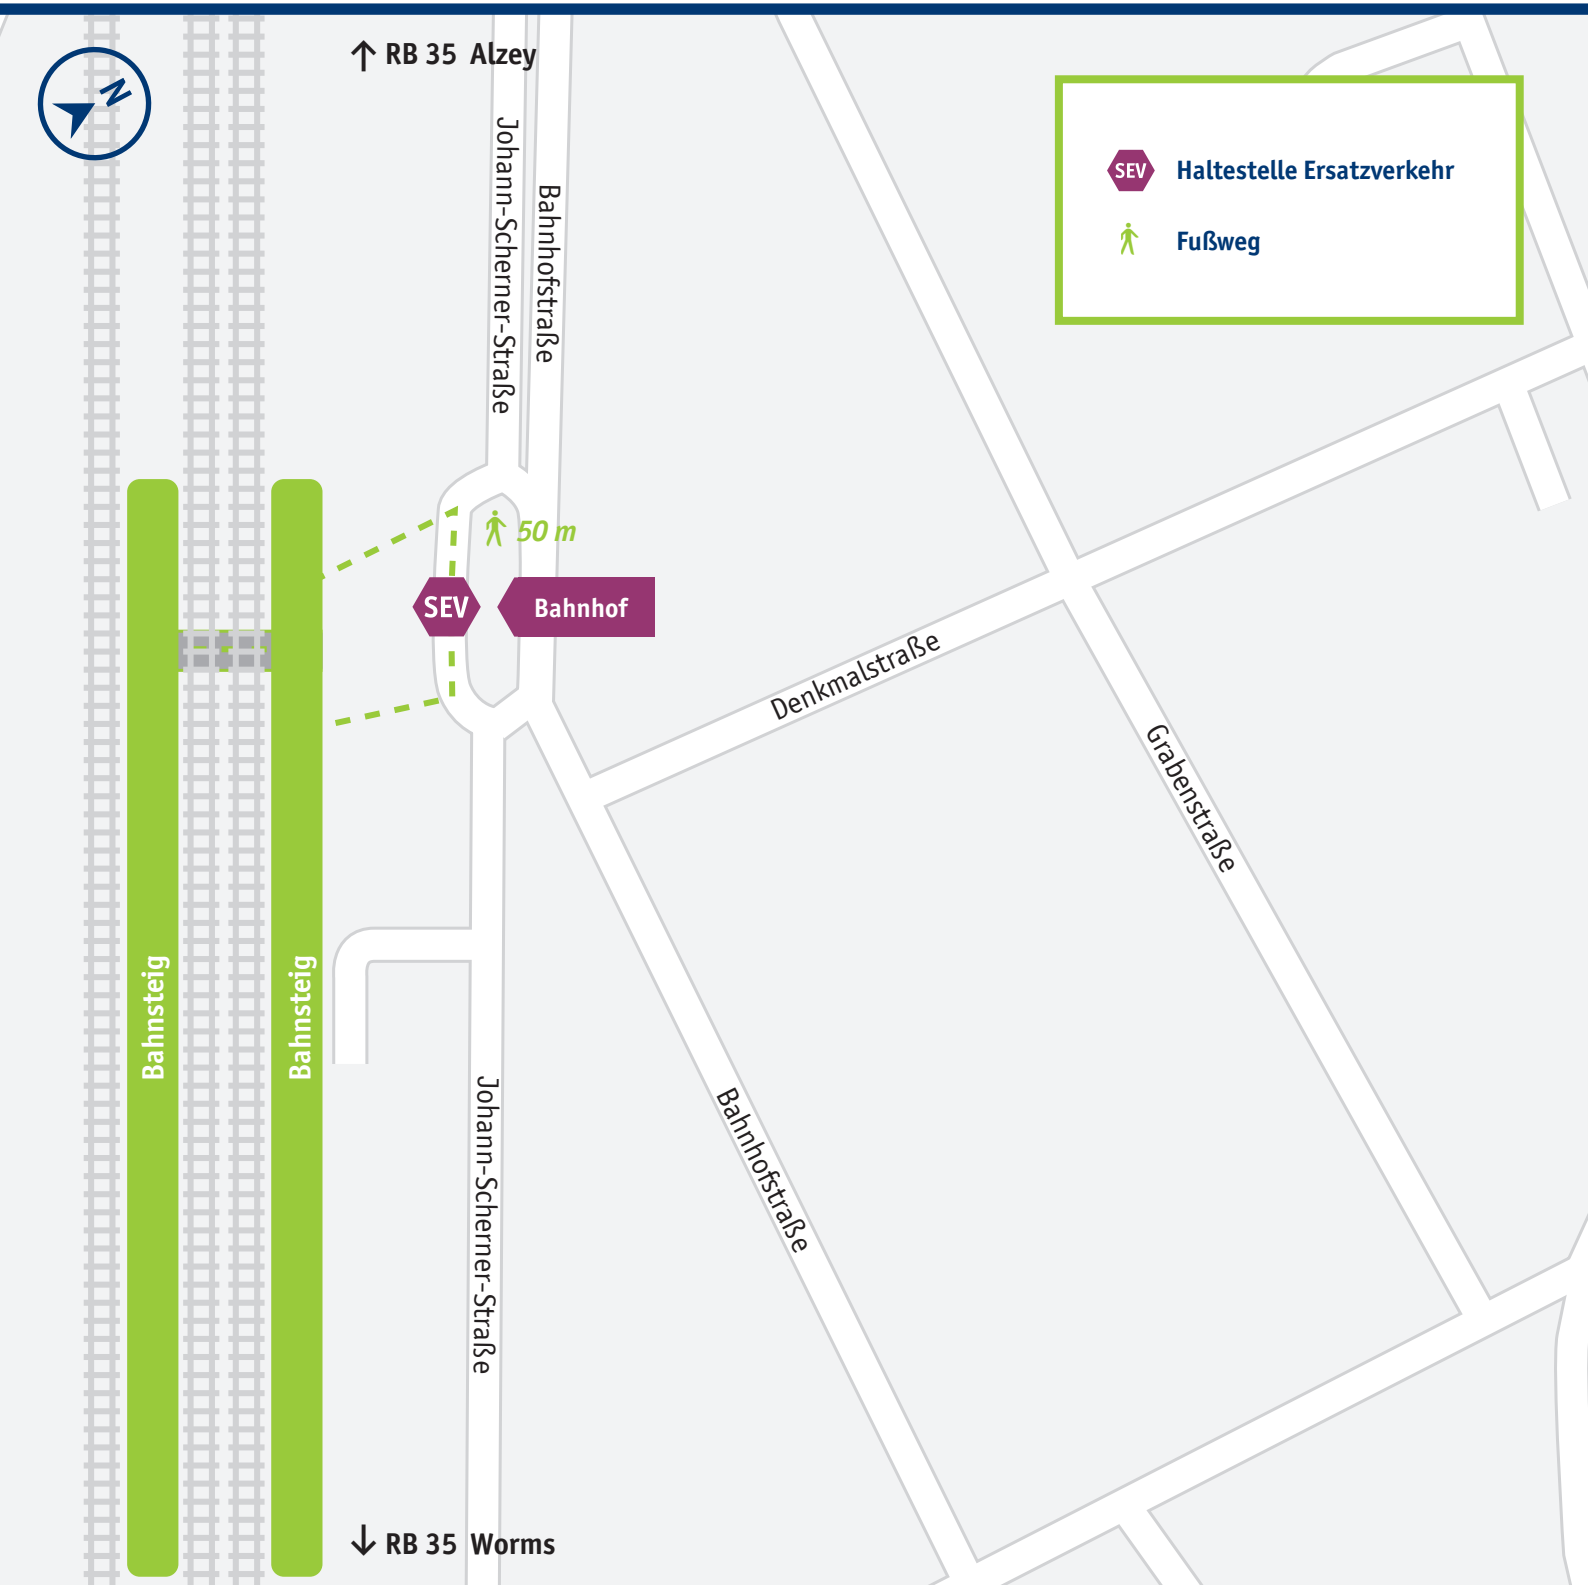 N
↑ RB 35 Alzey
Johann-Scherner-Straße
Bahnhofstraße
SEV Haltestelle Ersatzverkehr
Fußweg
50 m
SEV
Bahnhof
Denkmalstraße
Grabenstraße
Bahnsteig
Bahnsteig
Johann-Scherner-Straße
Bahnhofstraße
↓ RB 35 Worms